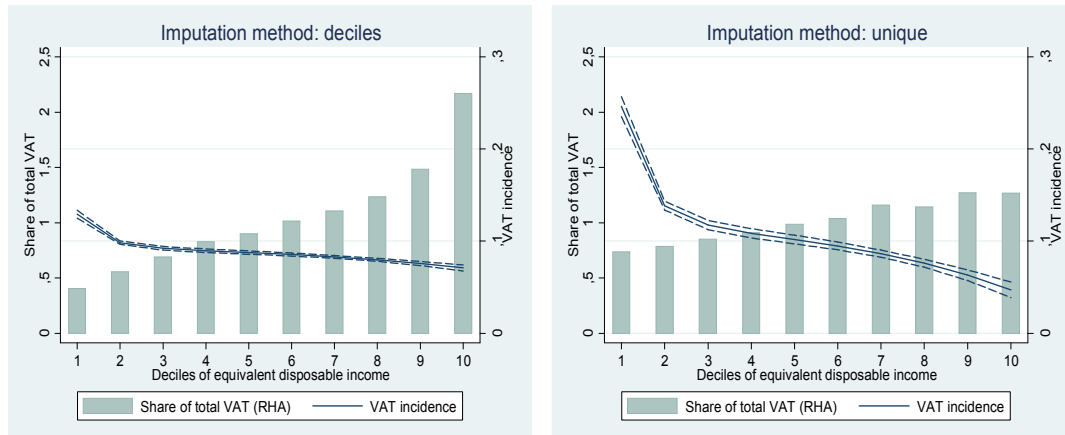 Imputation method: deciles
Share of total VAT
0 ,5 1 1,5 2 2,5
VAT incidence
0 ,1 ,2 ,3
1 2 3 4 5 6 7 8 9 10
Deciles of equivalent disposable income
Share of total VAT (RHA) VAT incidence
Imputation method: unique
Share of total VAT
0 ,5 1 1,5 2 2,5
VAT incidence
0 ,1 ,2 ,3
1 2 3 4 5 6 7 8 9 10
Deciles of equivalent disposable income
Share of total VAT (RHA) VAT incidence